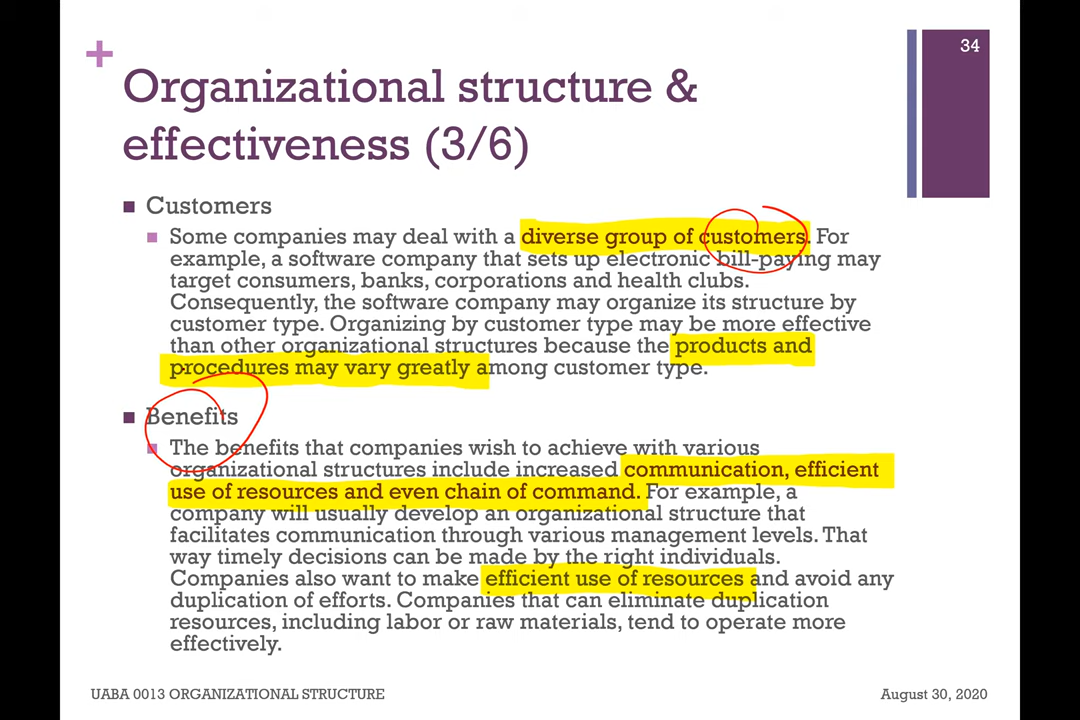 34
+
Organizational structure &
effectiveness (3/6)
■ Customers
■ Some companies may deal with a diverse group of customers. For
example, a software company that sets up electronic bill-paying may
target consumers, banks, corporations and health clubs.
Consequently, the software company may organize its structure by
customer type. Organizing by customer type may be more effective
than other organizational structures because the products and
procedures may vary greatly among customer type.
■ Benefits
■ The benefits that companies wish to achieve with various
organizational structures include increased communication, efficient
use of resources and even chain of command. For example, a
company will usually develop an organizational structure that
facilitates communication through various management levels. That
way timely decisions can be made by the right individuals.
Companies also want to make efficient use of resources and avoid any
duplication of efforts. Companies that can eliminate duplication
resources, including labor or raw materials, tend to operate more
effectively.
UABA 0013 ORGANIZATIONAL STRUCTURE
August 30, 2020